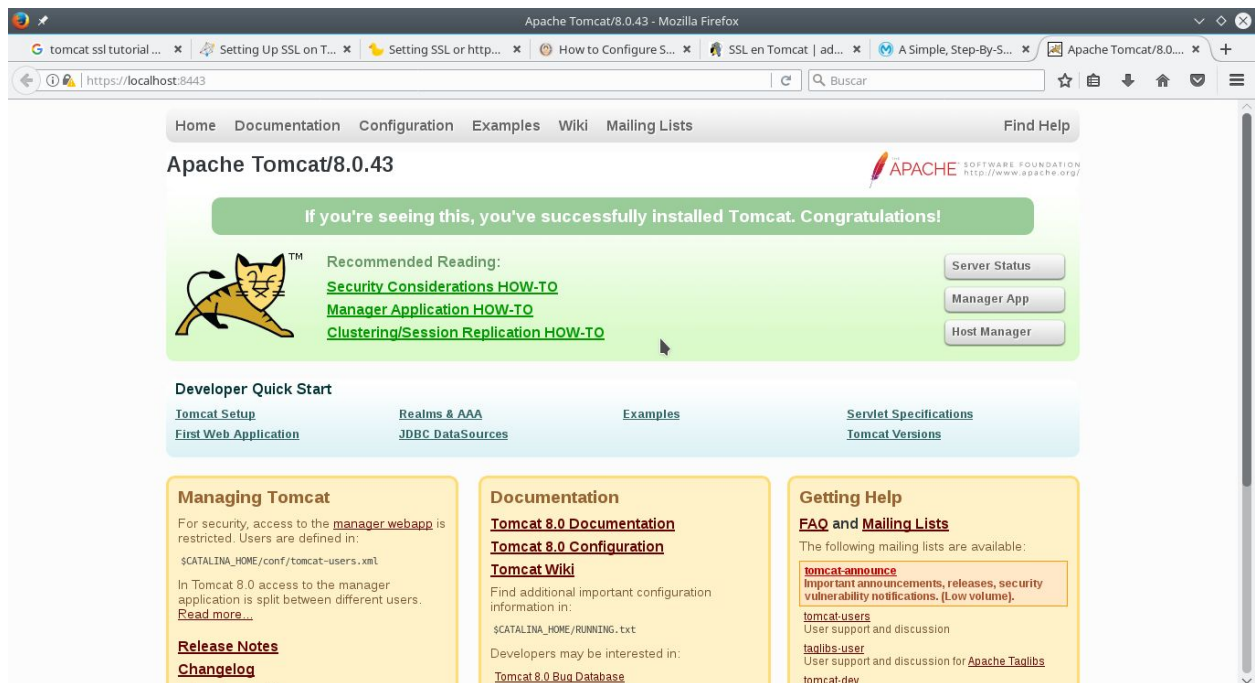 Apache Tomcat/8.0.43 - Mozilla Firefox
tomcat ssl tutorial ...
Setting Up SSL on T...
Setting SSL or http...
How to Configure S...
SSL en Tomcat | ad...
A Simple, Step-By-S...
Apache Tomcat/8.0....
https://localhost:8443
Buscar
Home Documentation Configuration Examples Wiki Mailing Lists Find Help
Apache Tomcat/8.0.43
THE
APACHE SOFTWARE FOUNDATION
http://www.apache.org/
If you're seeing this, you've successfully installed Tomcat. Congratulations!
TM
Recommended Reading:
Security Considerations HOW-TO
Manager Application HOW-TO
Clustering/Session Replication HOW-TO
Server Status
Manager App
Host Manager
Developer Quick Start
Tomcat Setup
First Web Application
Realms & AAA
JDBC DataSources
Examples
Servlet Specifications
Tomcat Versions
Managing Tomcat
For security, access to the manager webapp is
restricted. Users are defined in:
$CATALINA_HOME/conf/tomcat-users.xml
In Tomcat 8.0 access to the manager
application is split between different users.
Read more...
Release Notes
Changelog
Documentation
Tomcat 8.0 Documentation
Tomcat 8.0 Configuration
Tomcat Wiki
Find additional important configuration
information in:
$CATALINA_HOME/RUNNING.txt
Developers may be interested in:
Tomcat 8.0 Bug Database
Getting Help
FAQ and Mailing Lists
The following mailing lists are available:
tomcat-announce
Important announcements, releases, security
vulnerability notifications. (Low volume).
tomcat-users
User support and discussion
taglibs-user
User support and discussion for Apache Taglibs
tomcat-dev